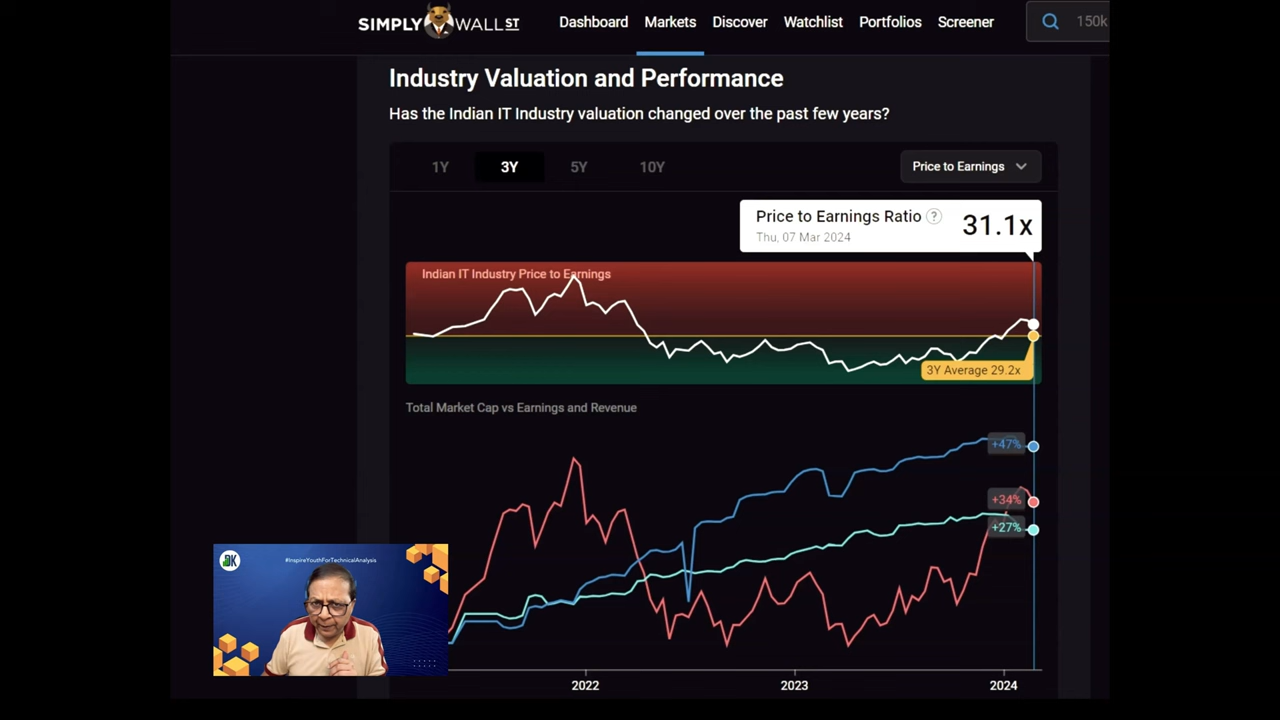 SIMPLY WALL ST Dashboard Markets Discover Watchlist Portfolios Screener 150k
Industry Valuation and Performance
Has the Indian IT Industry valuation changed over the past few years?
1Y 3Y 5Y 10Y Price to Earnings
Price to Earnings Ratio ? 31.1x
Thu, 07 Mar 2024
Indian IT Industry Price to Earnings
3Y Average 29.2x
Total Market Cap vs Earnings and Revenue
+47%
+34%
+27%
#InspireYouthForTechnicalAnalysis
2022 2023 2024